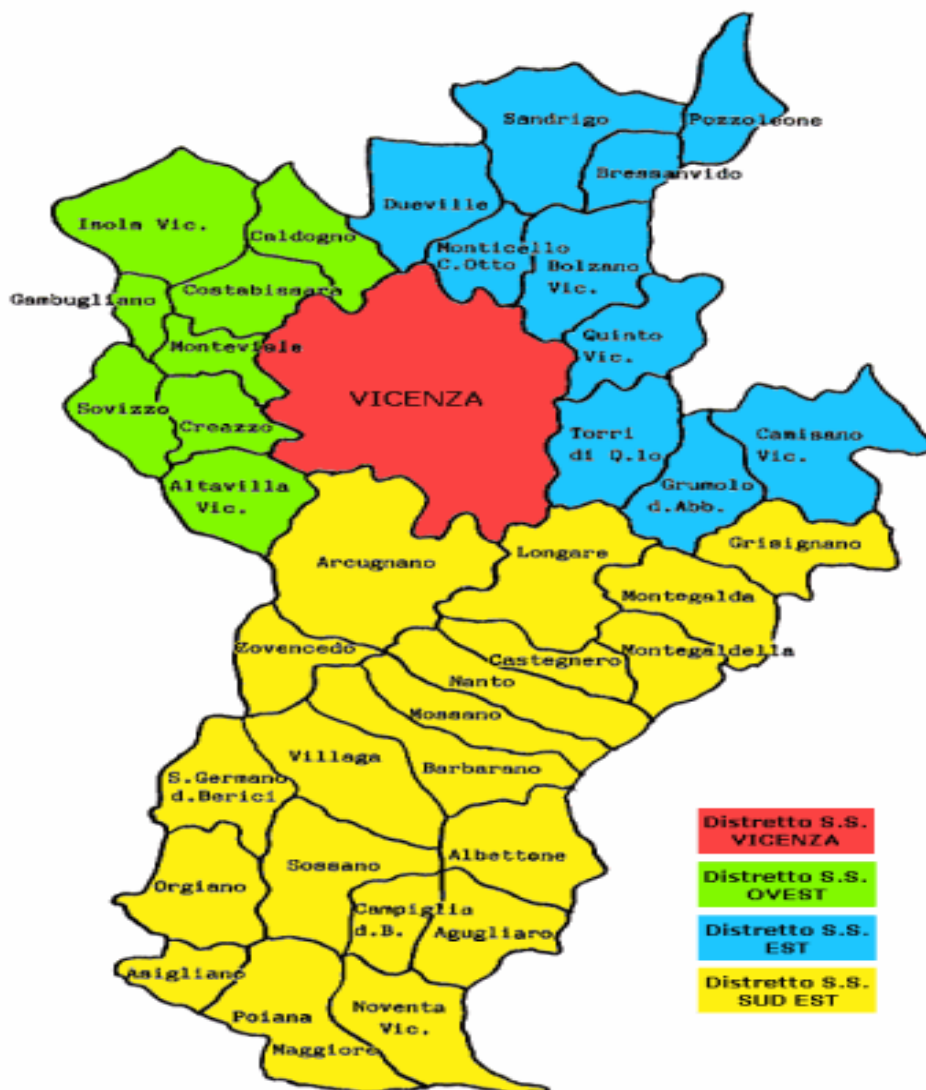 Sandrigo
Pozzoleone
Bressanvido
Dueville
Isola Vic.
Caldogno
Monticello
C.Otto
Bolzano
Vic.
Gambugliano
Costabissara
Quinto
Vic.
Monteviale
VICENZA
Sovizzo
Creazzo
Torri
di Q.lo
Camisano
Vic.
Altavilla
Vic.
Grumolo
d.Abb.
Arcugnano
Longare
Grisignano
Montegalda
Zovencedo
Castegnero
Montegaldella
Nanto
Mossano
Villaga
Barbarano
S.Germano
d.Berici
Albettone
Sossano
Orgiano
Campiglio
d.B.
Agugliaro
Asigliano
Poiana
Maggiore
Noventa
Vic.
Distretto S.S.
VICENZA
Distretto S.S.
OVEST
Distretto S.S.
EST
Distretto S.S.
SUD EST